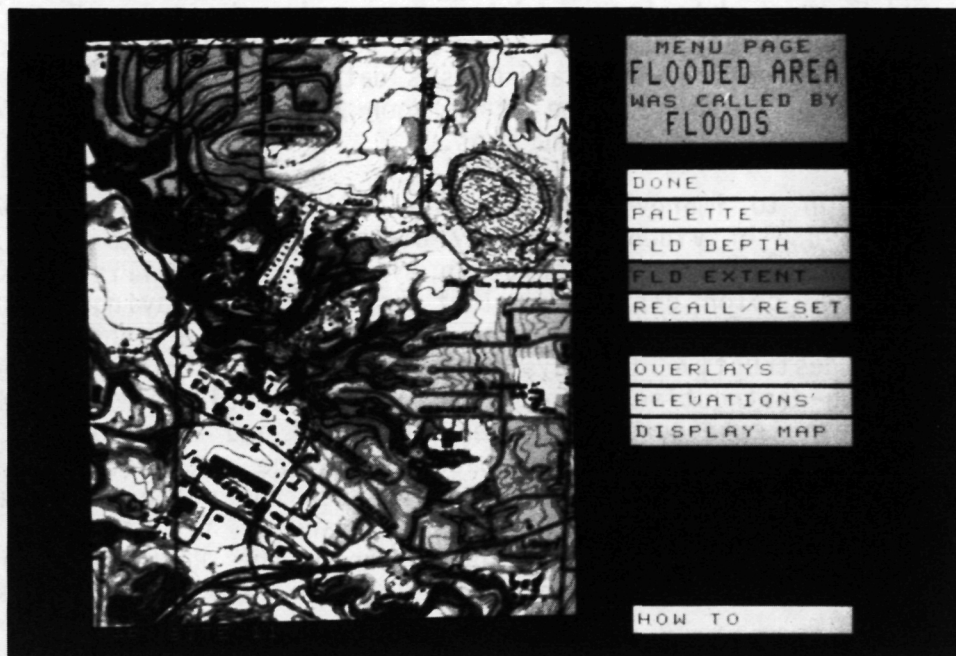 MENU PAGE
FLOODED AREA
WAS CALLED BY
FLOODS
DONE
PALETTE
FLD DEPTH
FLD EXTENT
RECALL/RESET
OVERLAYS
ELEVATIONS'
DISPLAY MAP
HOW TO